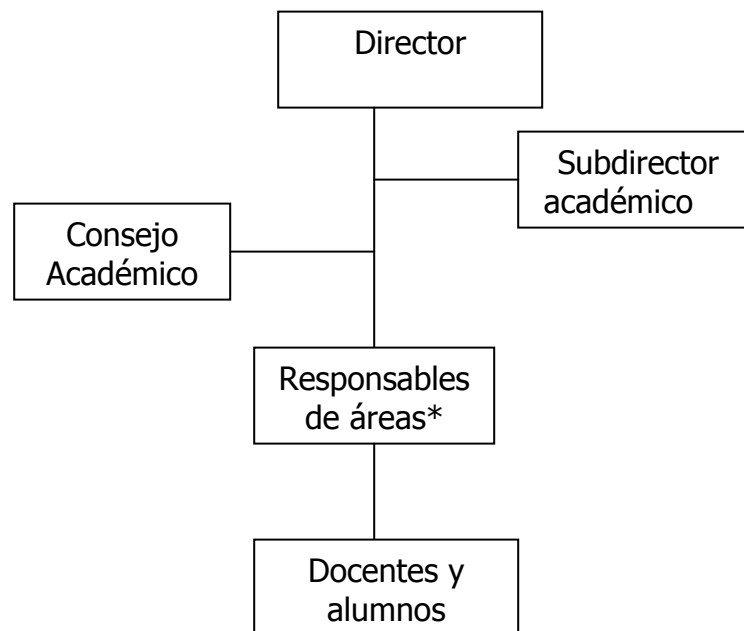 Director
Subdirector
académico
Consejo
Académico
Responsables
de áreas*
Docentes y
alumnos